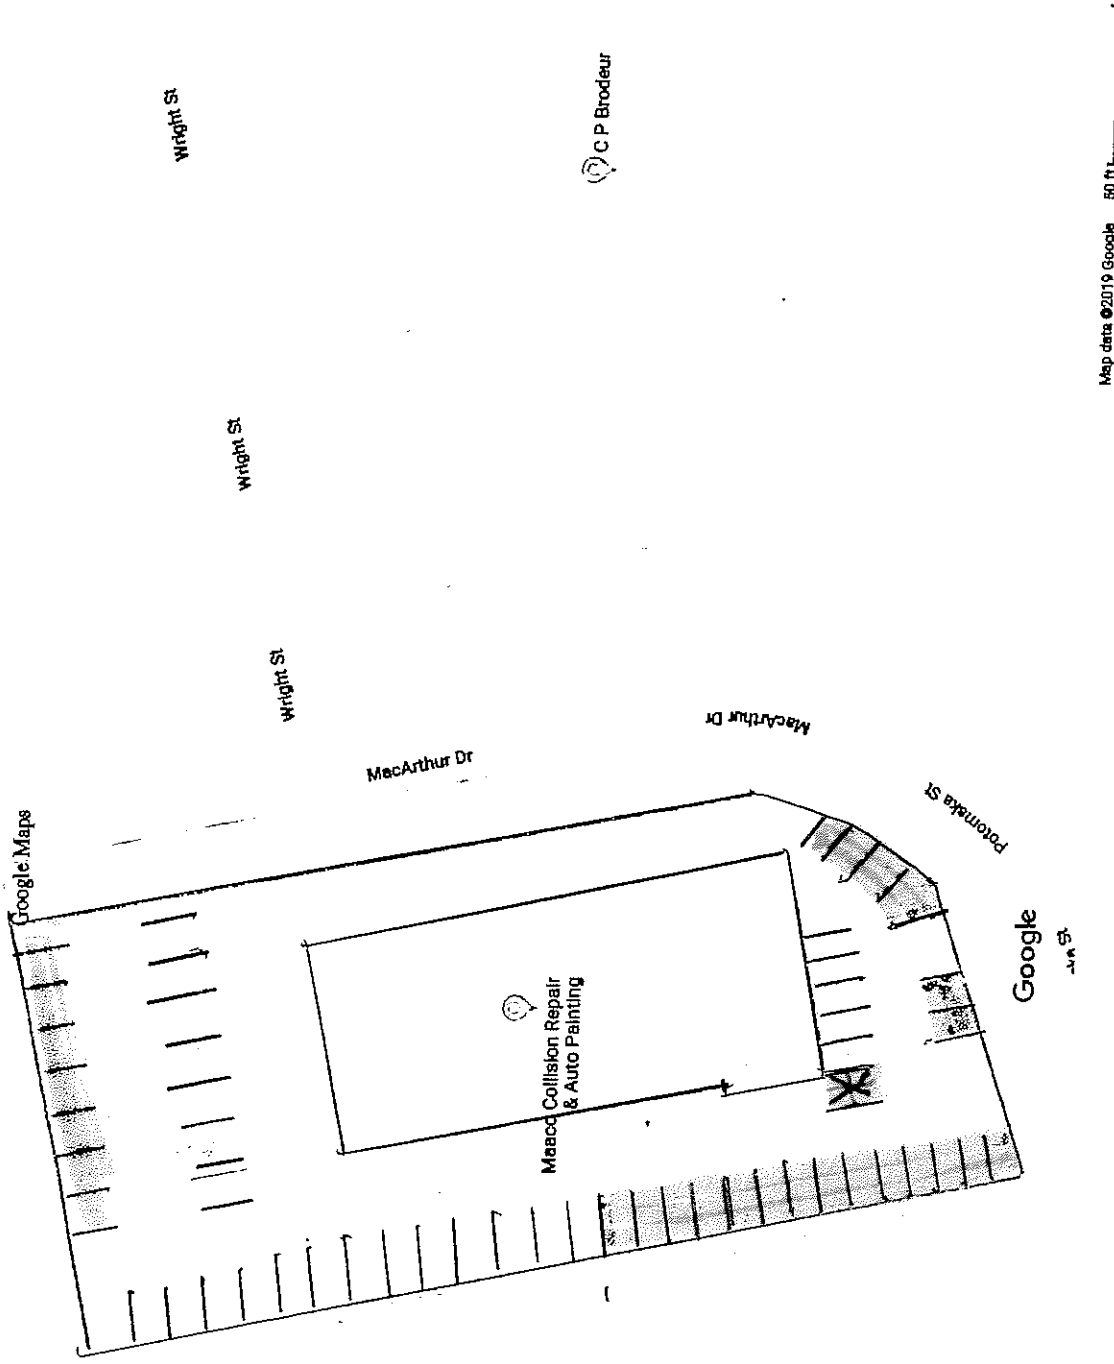 Google Maps
Wright St
Wright St
Wright St
C P Brodeur
MacArthur Dr
MacArthur Dr
Potomska St
Maaco Collision Repair
& Auto Painting
Google
Map data ©2019 Google 50 ft